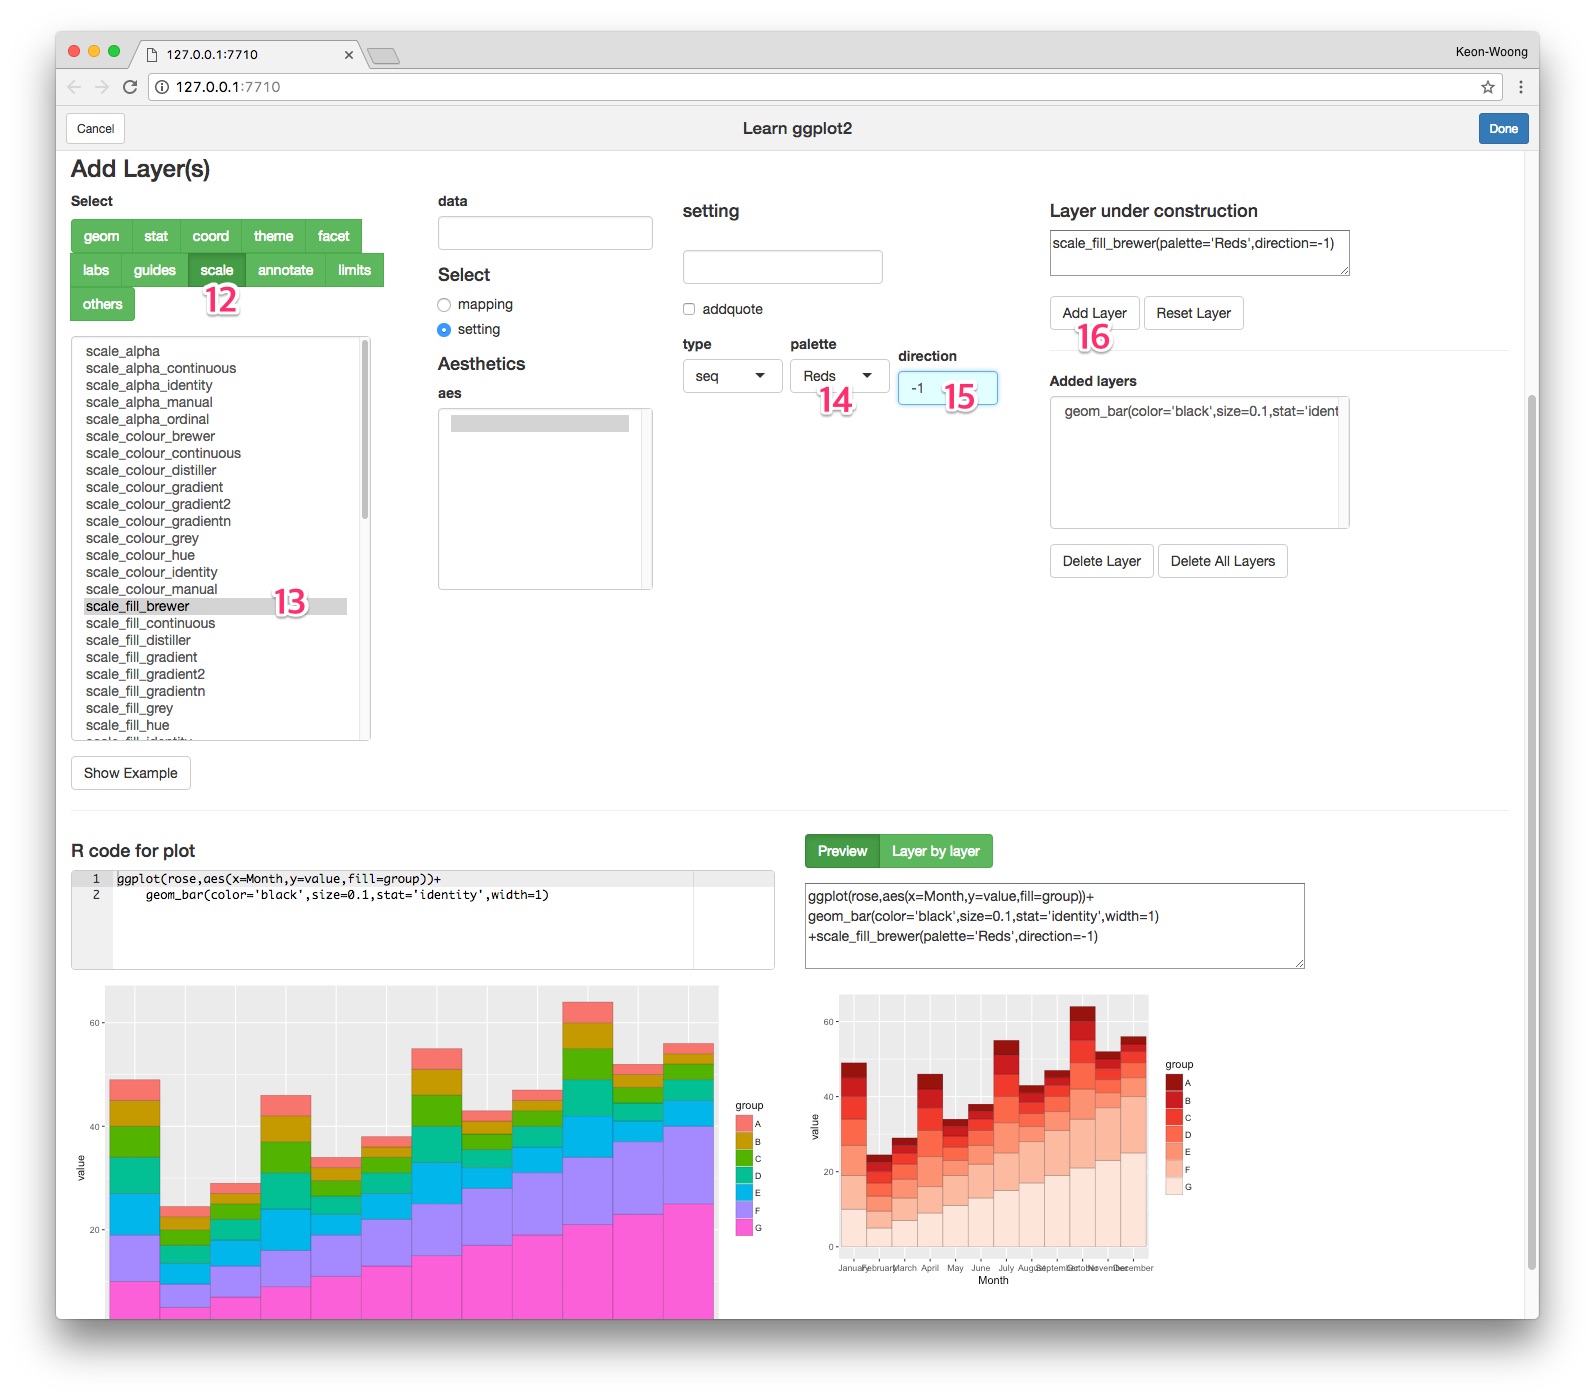 127.0.0.1:7710
Keon-Woong
127.0.0.1:7710
Cancel
Learn ggplot2
Done
Add Layer(s)
Select
geom stat coord theme facet
labs guides scale annotate limits
others
12
scale_alpha
scale_alpha_continuous
scale_alpha_identity
scale_alpha_manual
scale_alpha_ordinal
scale_colour_brewer
scale_colour_continuous
scale_colour_distiller
scale_colour_gradient
scale_colour_gradient2
scale_colour_gradientn
scale_colour_grey
scale_colour_hue
scale_colour_identity
scale_colour_manual
scale_fill_brewer
13
scale_fill_continuous
scale_fill_distiller
scale_fill_gradient
scale_fill_gradient2
scale_fill_gradientn
scale_fill_grey
scale_fill_hue
scale_fill_identity
Show Example
data
Select
mapping
setting
Aesthetics
aes
setting
addquote
type palette direction
seq Reds -1
14 15
Layer under construction
scale_fill_brewer(palette='Reds',direction=-1)
Add Layer Reset Layer
16
Added layers
geom_bar(color='black',size=0.1,stat='ident
Delete Layer Delete All Layers
R code for plot
1 ggplot(rose,aes(x=Month,y=value,fill=group))+
2 geom_bar(color='black',size=0.1,stat='identity',width=1)
Preview Layer by layer
ggplot(rose,aes(x=Month,y=value,fill=group))+
geom_bar(color='black',size=0.1,stat='identity',width=1)
+scale_fill_brewer(palette='Reds',direction=-1)
60
40
20
value
group
A
B
C
D
E
F
G
60
40
20
0
value
January February March April May June July August September October November December
Month
group
A
B
C
D
E
F
G